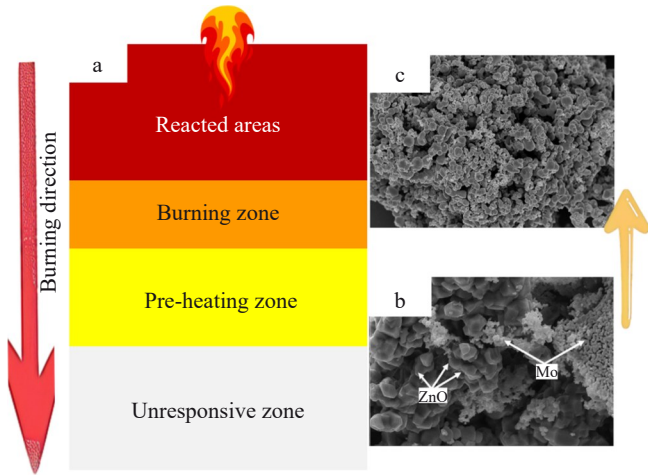 a
Reacted areas
Burning zone
Pre-heating zone
Unresponsive zone
Burning direction
c
b
ZnO
Mo